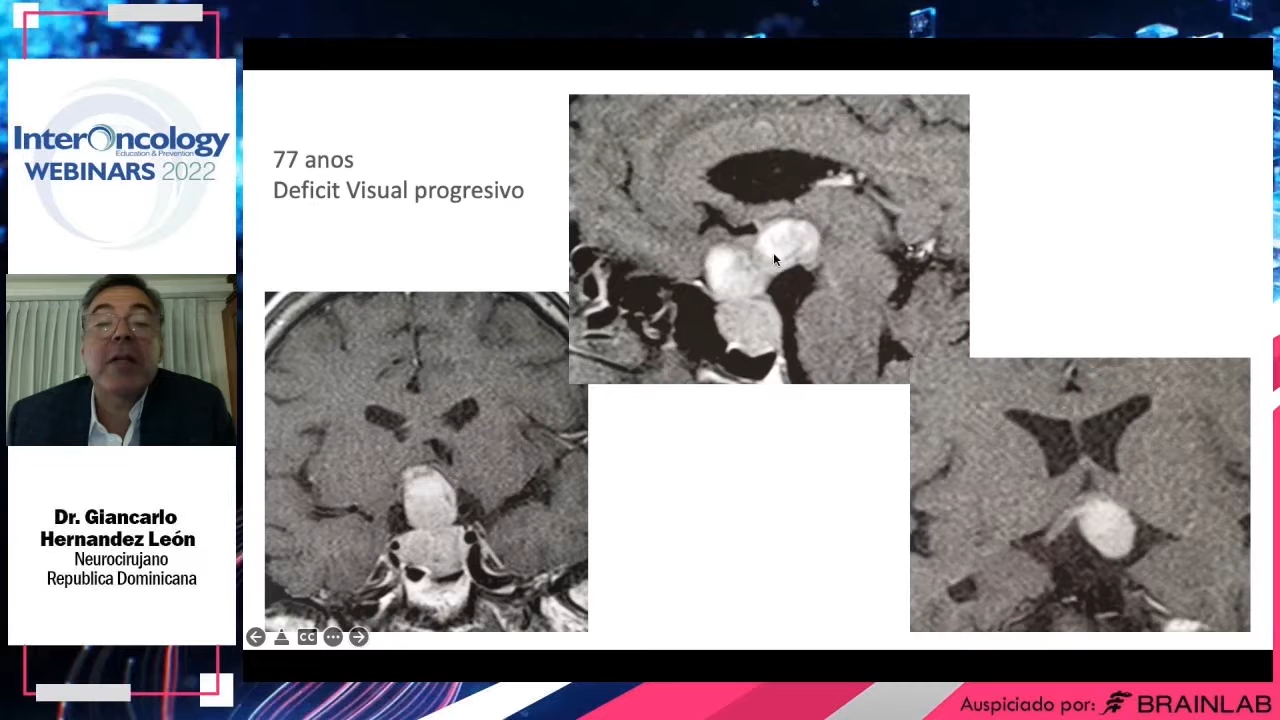 InterOncology
Education & Prevention
WEBINARS 2022
Dr. Giancarlo
Hernandez León
Neurocirujano
Republica Dominicana
77 anos
Deficit Visual progresivo
CC
Auspiciado por: BRAINLAB